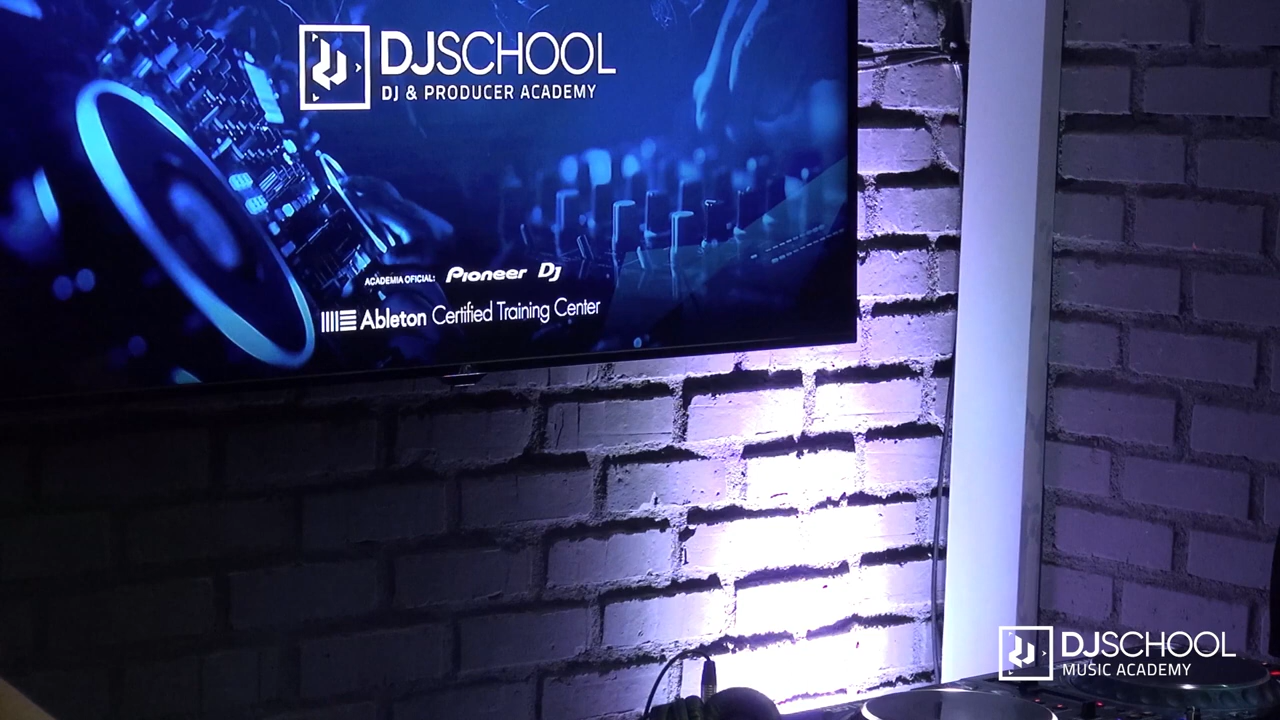 DJSCHOOL
DJ & PRODUCER ACADEMY
ACADEMIA OFICIAL: Pioneer Dj
Ableton Certified Training Center
DJSCHOOL
MUSIC ACADEMY